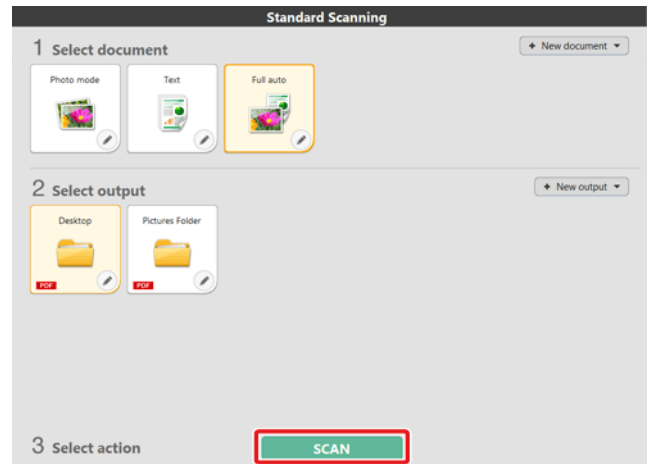 Standard Scanning
1 Select document
+ New document
Photo mode
Text
Full auto
2 Select output
+ New output
Desktop
Pictures Folder
PDF
PDF
3 Select action
SCAN